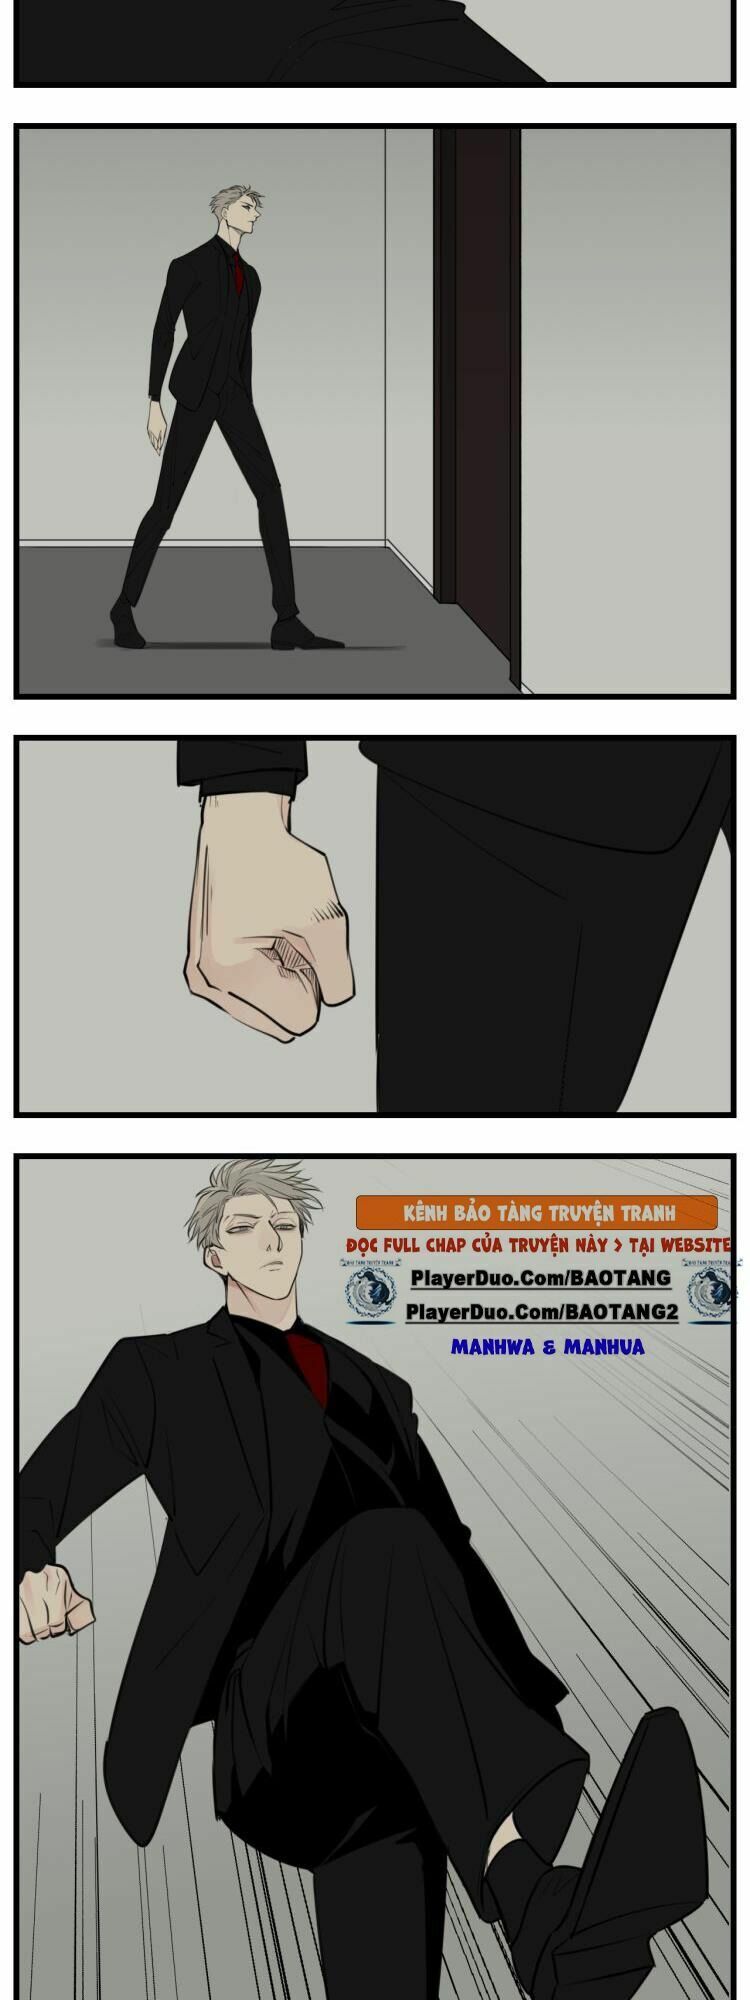 KÊNH BẢO TÀNG TRUYỆN TRANH
ĐỌC FULL CHAP CỦA TRUYỆN NÀY > TẠI WEBSITE
PlayerDuo.Com/BAOTANG
PlayerDuo.Com/BAOTANG2
MANHWA & MANHUA